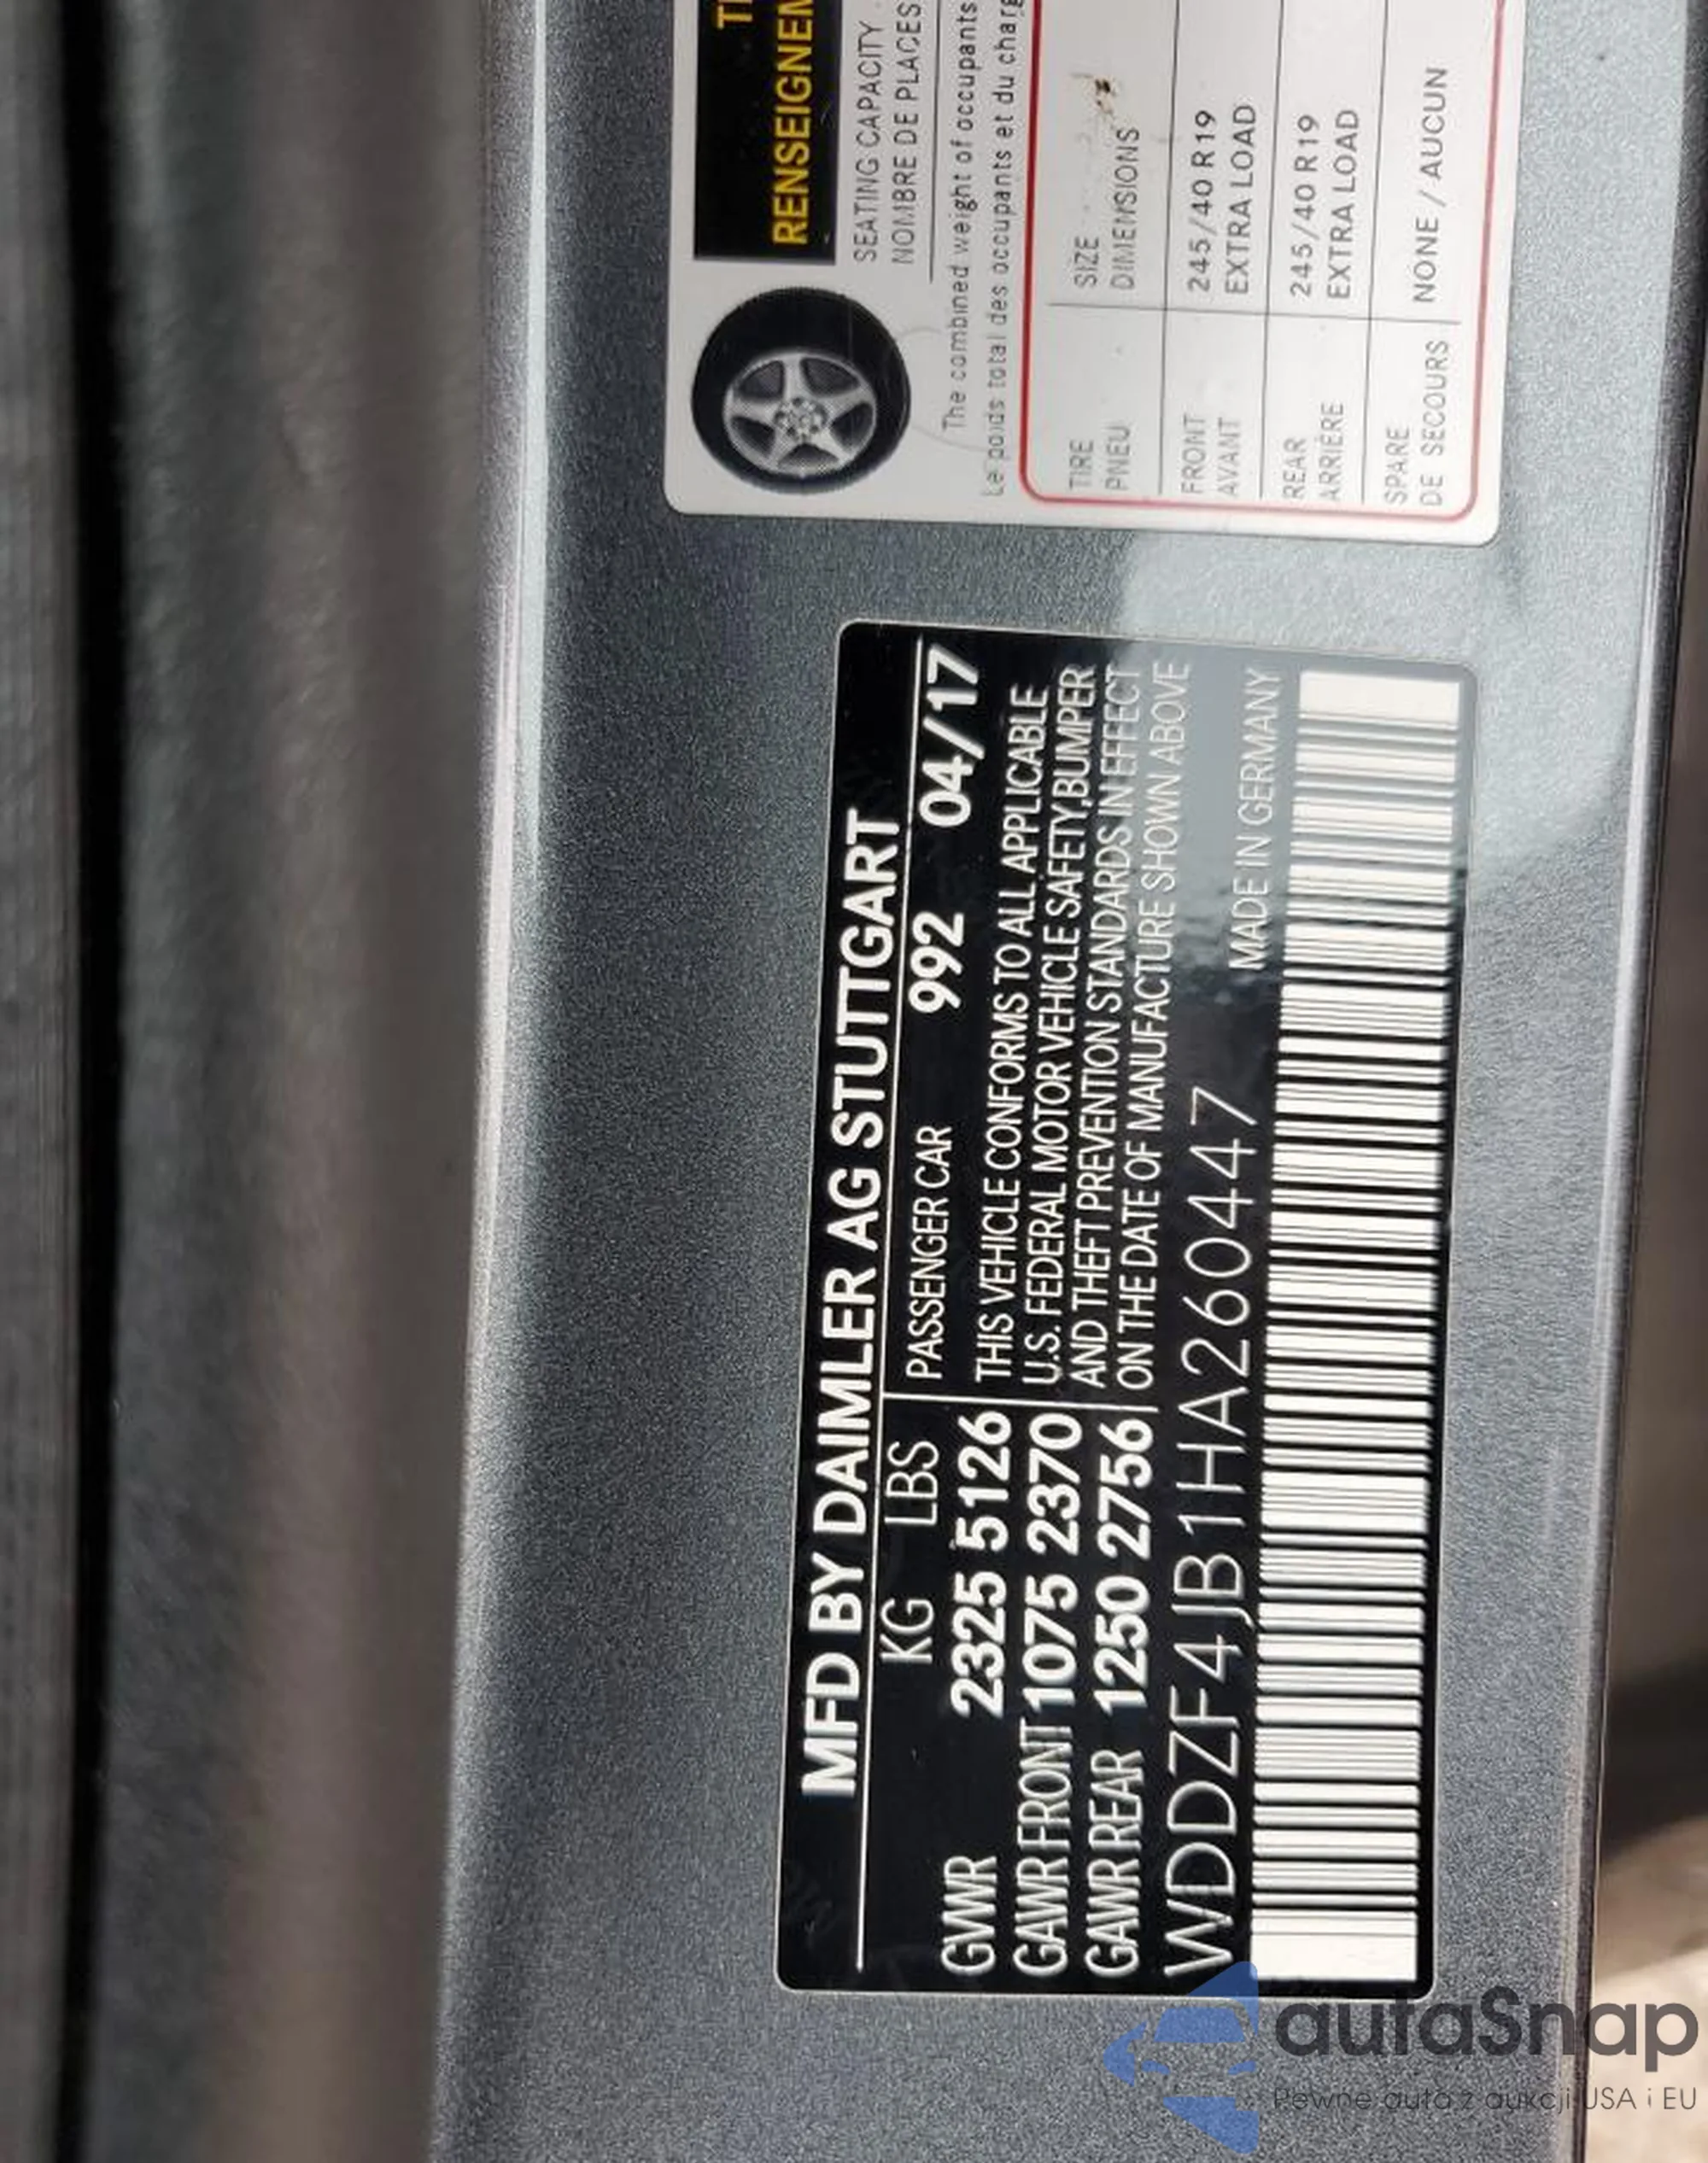 MFD BY DAIMLER AG STUTTGART
KG LBS
PASSENGER CAR 992 04/17
GVWR 2325 5126
GAWR FRONT 1075 2370
GAWR REAR 1250 2756
THIS VEHICLE CONFORMS TO ALL APPLICABLE
U.S. FEDERAL MOTOR VEHICLE SAFETY,BUMPER
AND THEFT PREVENTION STANDARDS IN EFFECT
ON THE DATE OF MANUFACTURE SHOWN ABOVE
WDDZF4JB1HA260447
MADE IN GERMANY
SEATING CAPACITY
NOMBRE DE PLACES
The combined weight of occupants
Le poids total des occupants et du
TIRE SIZE
PNEU DIMENSIONS
FRONT 245/40 R19
AVANT EXTRA LOAD
REAR 245/40 R19
ARRIÈRE EXTRA LOAD
SPARE
DE SECOURS NONE / AUCUN
autaSnap
Pewne auta z aukcji USA i EU